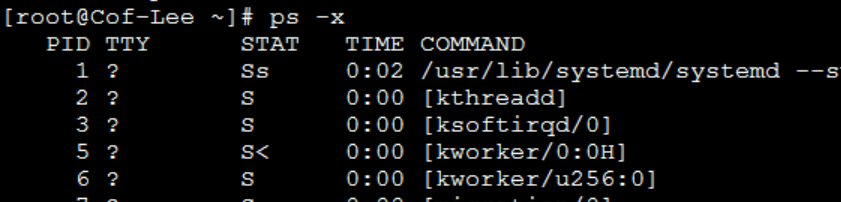 [root@Cof-Lee ~]# ps -x
PID TTY STAT TIME COMMAND
1 ? Ss 0:02 /usr/lib/systemd/systemd --s
2 ? S 0:00 [kthreadd]
3 ? S 0:00 [ksoftirqd/0]
5 ? S< 0:00 [kworker/0:0H]
6 ? S 0:00 [kworker/u256:0]